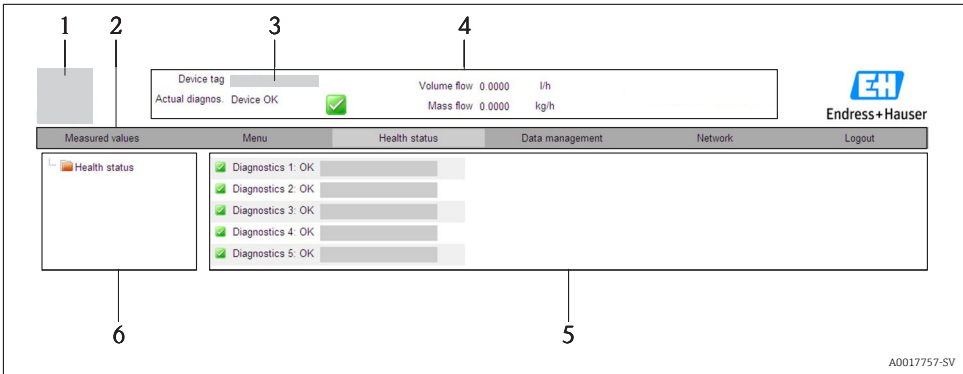 1 2 3 4
Device tag
Volume flow 0.0000 l/h
Actual diagnos. Device OK
Mass flow 0.0000 kg/h
EH
Endress+Hauser
Measured values Menu Health status Data management Network Logout
Health status
Diagnostics 1: OK
Diagnostics 2: OK
Diagnostics 3: OK
Diagnostics 4: OK
Diagnostics 5: OK
6 5
A0017757-SV